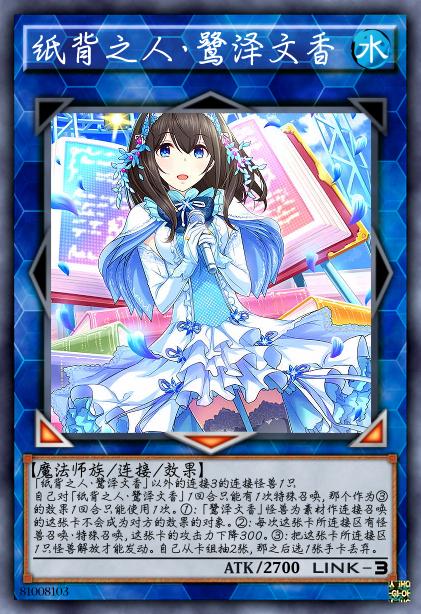 纸背之人·鹭泽文香 水
【魔法师族/连接/效果】
「纸背之人·鹭泽文香」以外的连接3的连接怪兽1只
自己对「纸背之人·鹭泽文香」1回合只能有1次特殊召唤，那个作为③
的效果1回合只能使用1次。①：「鹭泽文香」怪兽为素材作连接召唤
的这张卡不会成为对方的效果的对象。②：每次这张卡所连接区有怪
兽召唤·特殊召唤，这张卡的攻击力下降300。③：把这张卡所连接区
1只怪兽解放才能发动。自己从卡组抽2张，那之后选1张手卡丢弃。
ATK/2700 LINK-3
81008103